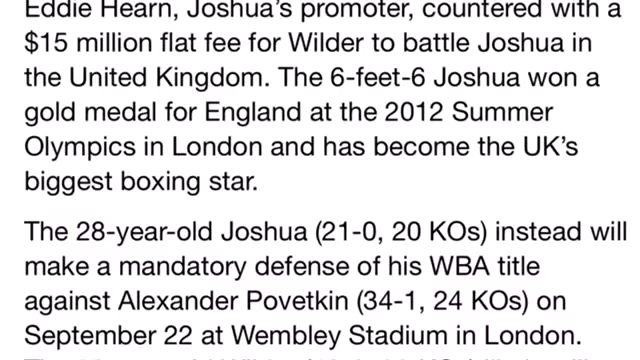 Eddie Hearn, Joshua's promoter, countered with a
$15 million flat fee for Wilder to battle Joshua in
the United Kingdom. The 6-feet-6 Joshua won a
gold medal for England at the 2012 Summer
Olympics in London and has become the UK's
biggest boxing star.
The 28-year-old Joshua (21-0, 20 KOs) instead will
make a mandatory defense of his WBA title
against Alexander Povetkin (34-1, 24 KOs) on
September 22 at Wembley Stadium in London.